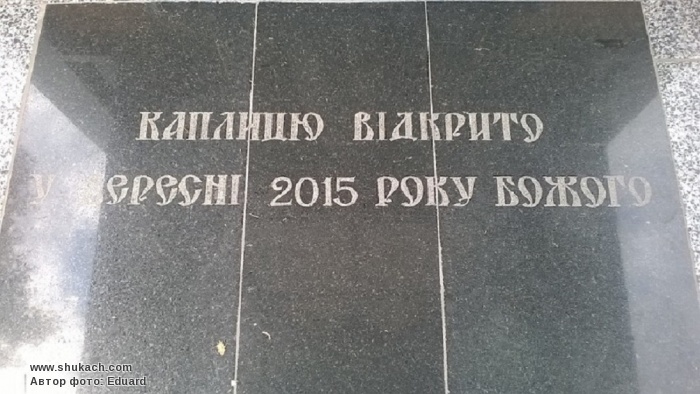 КАПЛИЦЮ ВІДКРИТО
У ВЕРЕСНІ 2015 РОКУ БОЖОГО
www.shukach.com
Автор фото: Eduard